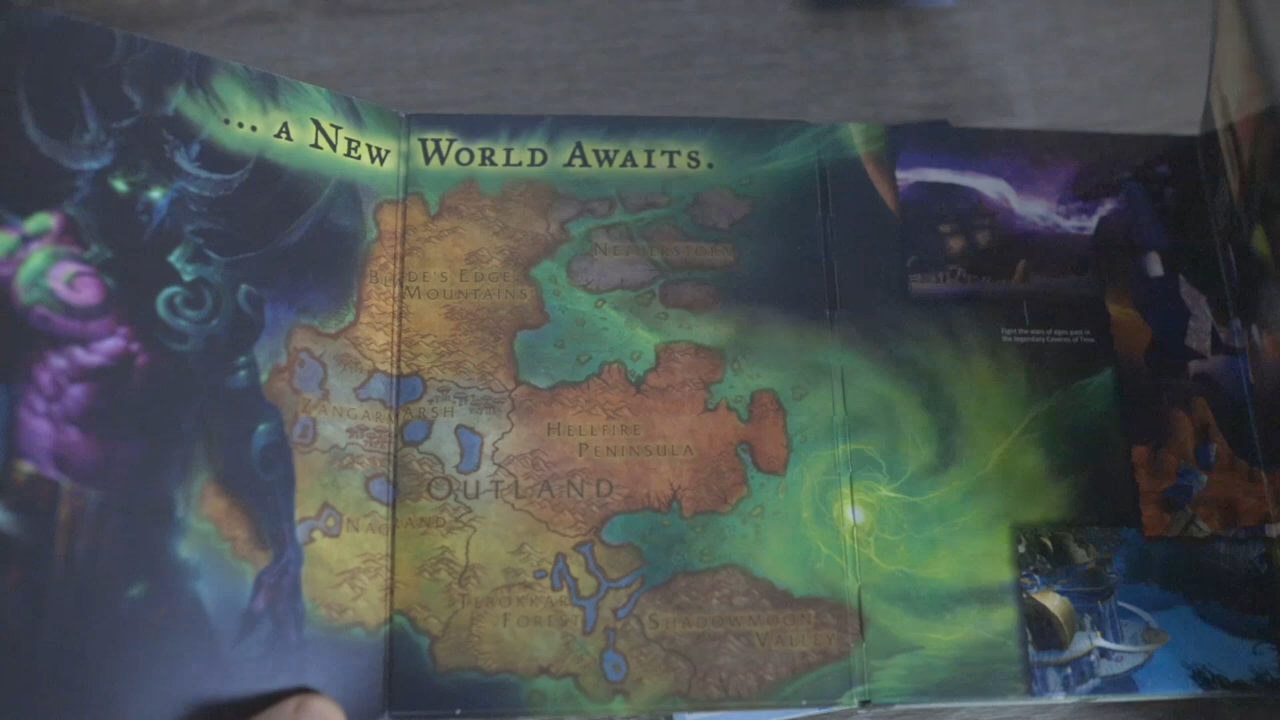 ... A NEW WORLD AWAITS.
NETHERSTORM
BLADE'S EDGE
MOUNTAINS
Fight the wars of ages past in
the legendary Caverns of Time.
ZANGARMARSH
HELLFIRE
PENINSULA
OUTLAND
NAGRAND
TEROKKAR
FOREST
SHADOWMOON
VALLEY